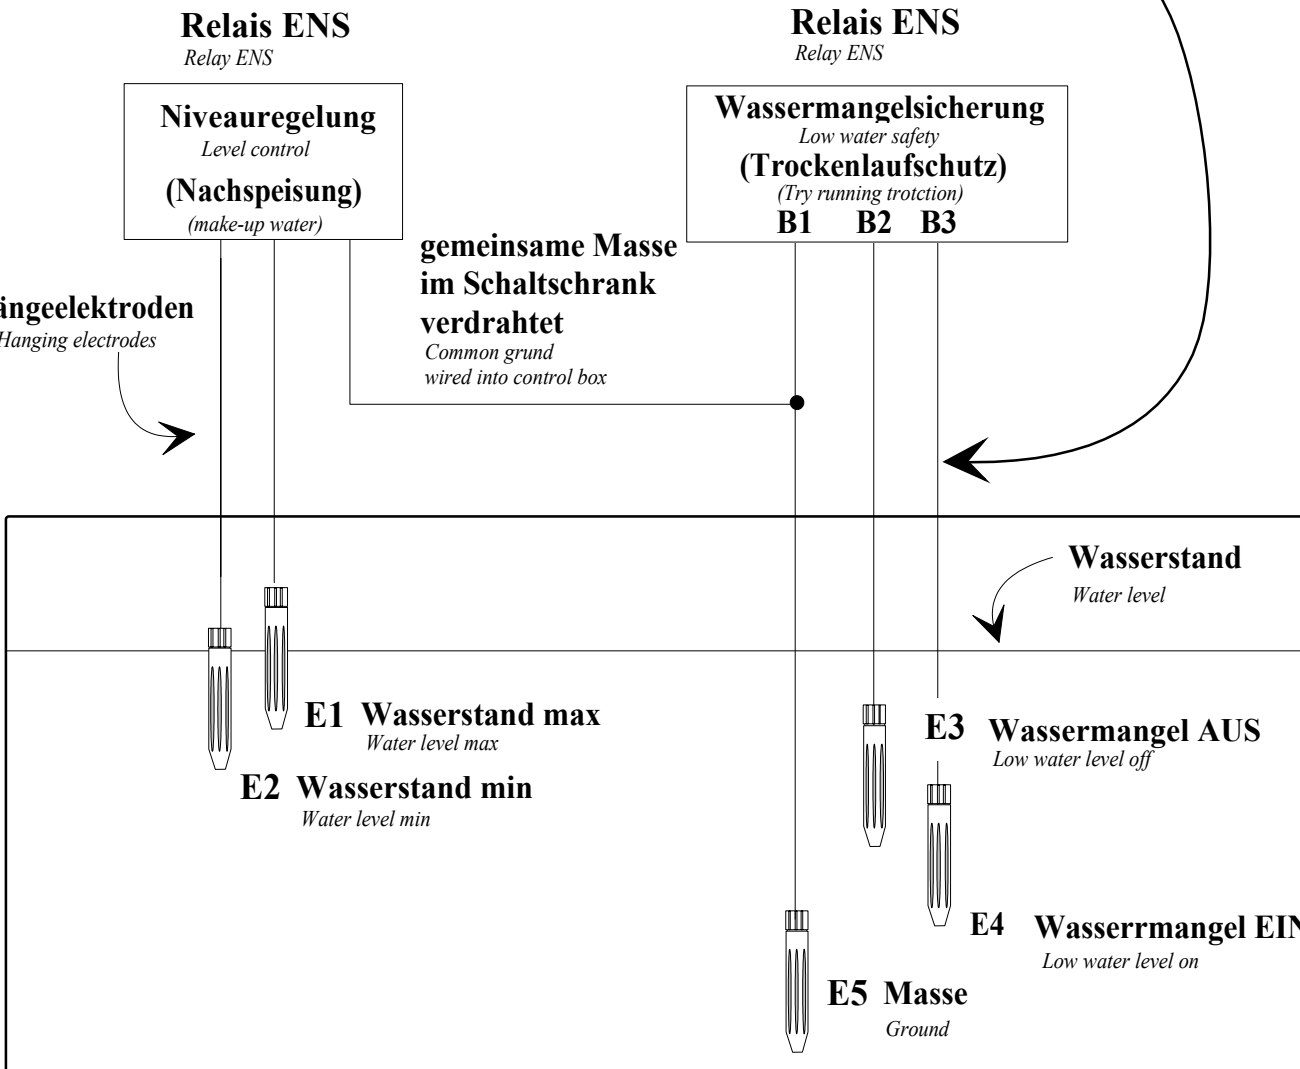 Relais ENS
Relay ENS
Niveauregelung
Level control
(Nachspeisung)
(make-up water)
Relais ENS
Relay ENS
Wassermangelsicherung
Low water safety
(Trockenlaufschutz)
(Try running trotction)
B1 B2 B3
gemeinsame Masse
im Schaltschrank
verdrahtet
Common grund
wired into control box
ängeelektroden
Hanging electrodes
Wasserstand
Water level
E1 Wasserstand max
Water level max
E2 Wasserstand min
Water level min
E3 Wassermangel AUS
Low water level off
E4 Wasserrmangel EIN
Low water level on
E5 Masse
Ground